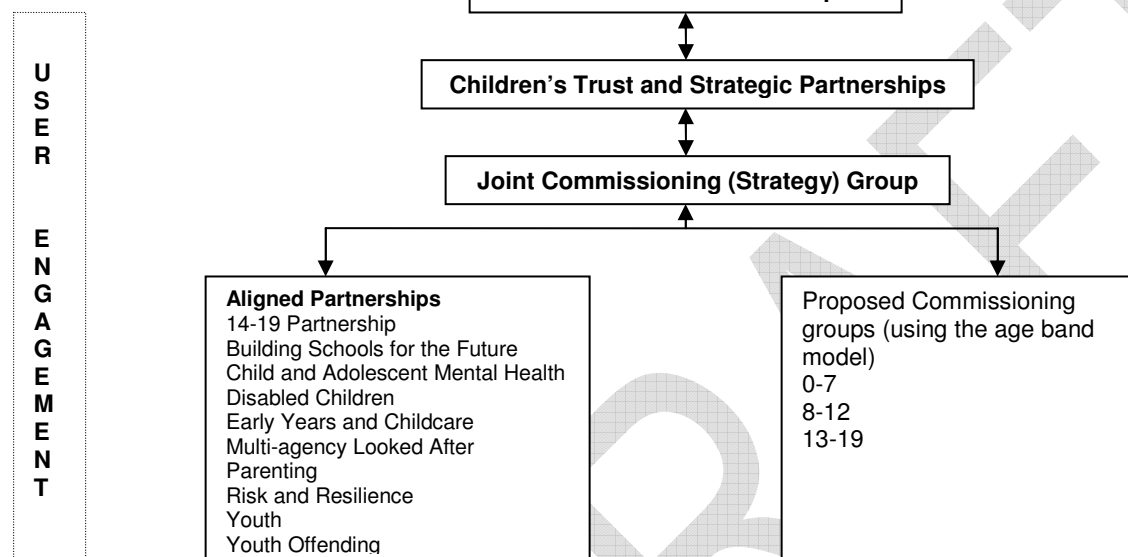 USER ENGAGEMENT
Children's Trust and Strategic Partnerships
Joint Commissioning (Strategy) Group
Aligned Partnerships
14-19 Partnership
Building Schools for the Future
Child and Adolescent Mental Health
Disabled Children
Early Years and Childcare
Multi-agency Looked After
Parenting
Risk and Resilience
Youth
Youth Offending
Proposed Commissioning
groups (using the age band
model)
0-7
8-12
13-19